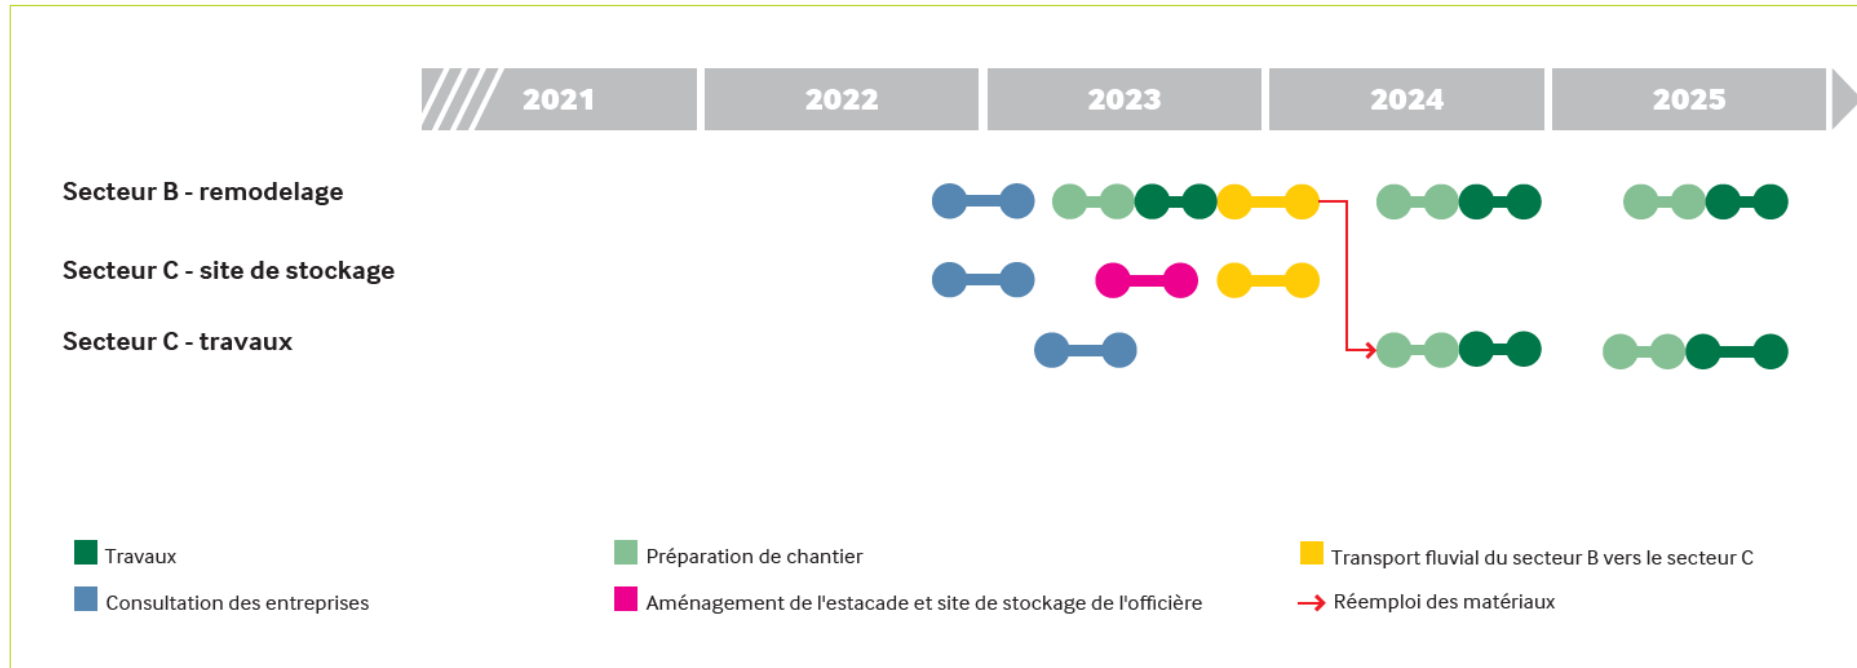 2021 2022 2023 2024 2025
Secteur B - remodelage
Secteur C - site de stockage
Secteur C - travaux
Travaux
Préparation de chantier
Transport fluvial du secteur B vers le secteur C
Consultation des entreprises
Aménagement de l'estacade et site de stockage de l'officière
Réemploi des matériaux